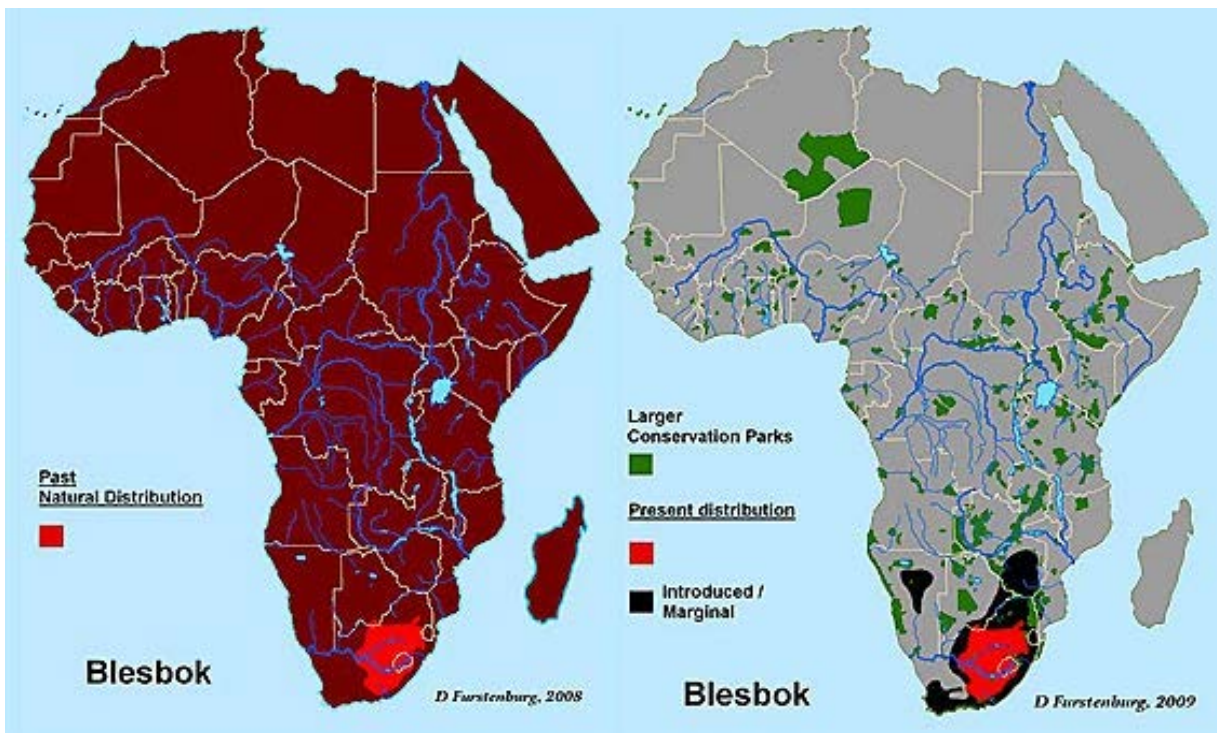 Past
Natural Distribution
Blesbok
D Furstenburg, 2008
Larger
Conservation Parks
Present distribution
Introduced /
Marginal
Blesbok
D Furstenburg, 2009